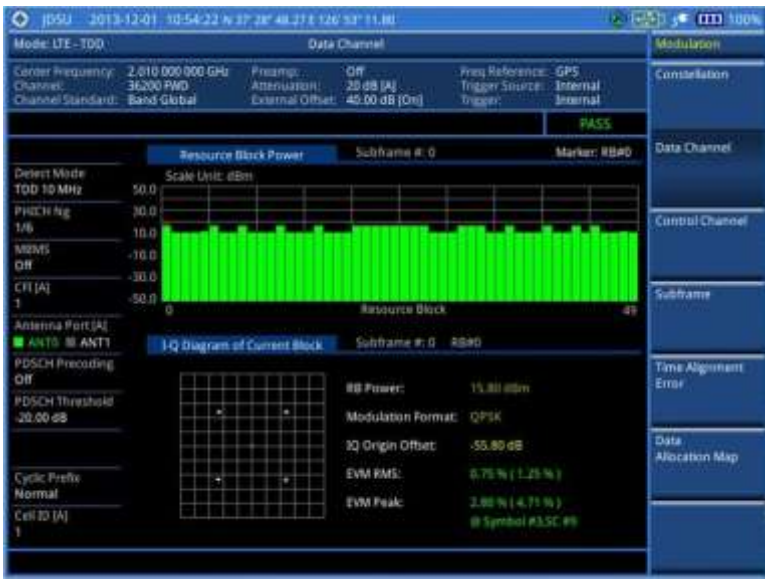 JDSU 2013-12-01 10:54:22 N 37° 28' 48.27 E 126° 53' 11.80 100%
Mode: LTE - TDD Data Channel Modulation
Center Frequency: 2.010 000 000 GHz Preamp: Off Freq Reference: GPS
Channel: 36200 FWD Attenuation: 20 dB [A] Trigger Source: Internal
Channel Standard: Band Global External Offset: 40.00 dB [On] Trigger: Internal
PASS
Constellation
Data Channel
Control Channel
Subframe
Time Alignment
Error
Data
Allocation Map
Detect Mode
TDD 10 MHz
PHICH Ng
1/6
MBMS
Off
CFI [A]
1
Antenna Port [A]
ANT0 ANT1
PDSCH Precoding
Off
PDSCH Threshold
-20.00 dB
Cyclic Prefix
Normal
Cell ID [A]
1
Resource Block Power Subframe #: 0 Marker: RB#0
Scale Unit: dBm
50.0
30.0
10.0
-10.0
-30.0
-50.0
0 Resource Block 49
I-Q Diagram of Current Block Subframe #: 0 RB#0
RB Power: 15.80 dBm
Modulation Format: QPSK
IQ Origin Offset: -55.80 dB
EVM RMS: 0.75 % ( 1.25 % )
EVM Peak: 2.80 % ( 4.71 % )
@ Symbol #3,SC #9